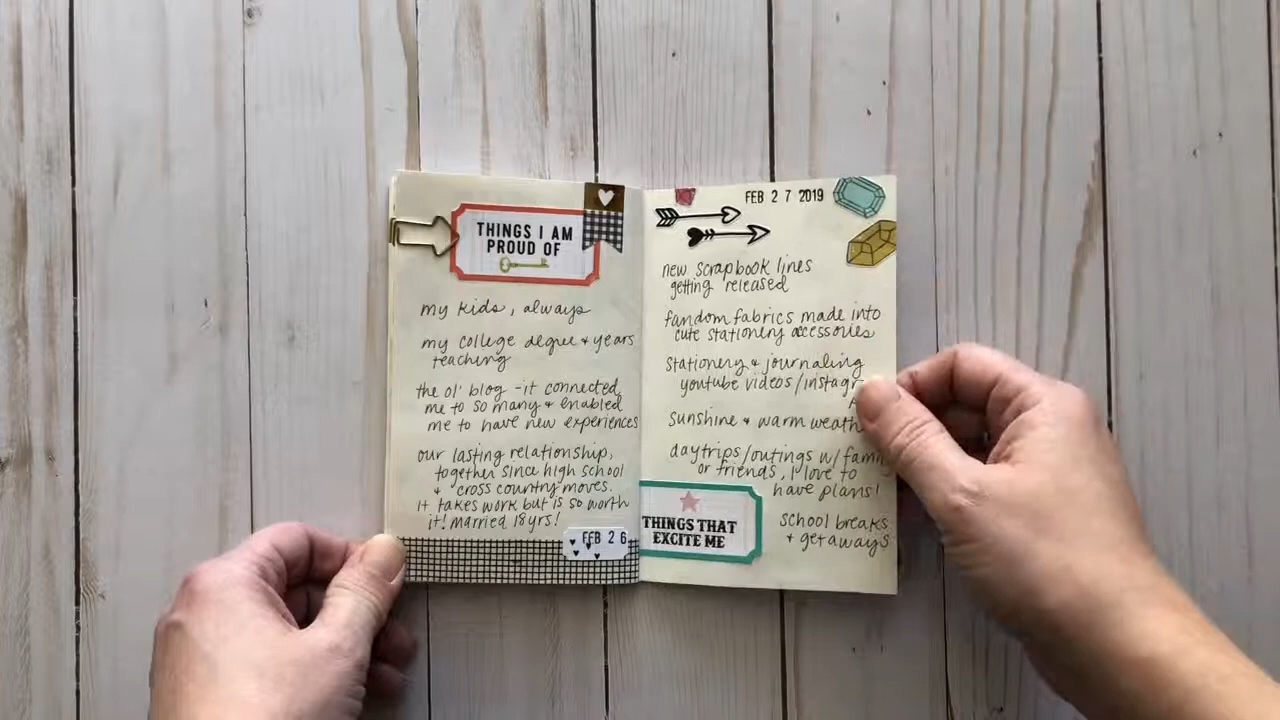 THINGS I AM
PROUD OF
my kids, always
my college degree + years
teaching
the ol' blog - it connected
me to so many + enabled
me to have new experiences
our lasting relationship,
together since high school
+ cross country moves.
it takes work but is so worth
it! married 18yrs!
FEB 26
FEB 27 2019
new scrapbook lines
getting released
fandom fabrics made into
cute stationery accessories
stationery + journaling
youtube videos/instagr
sunshine + warm weath
daytrips/outings w/ famil
or friends, I love to
have plans!
school breaks
+ getaways
THINGS THAT
EXCITE ME